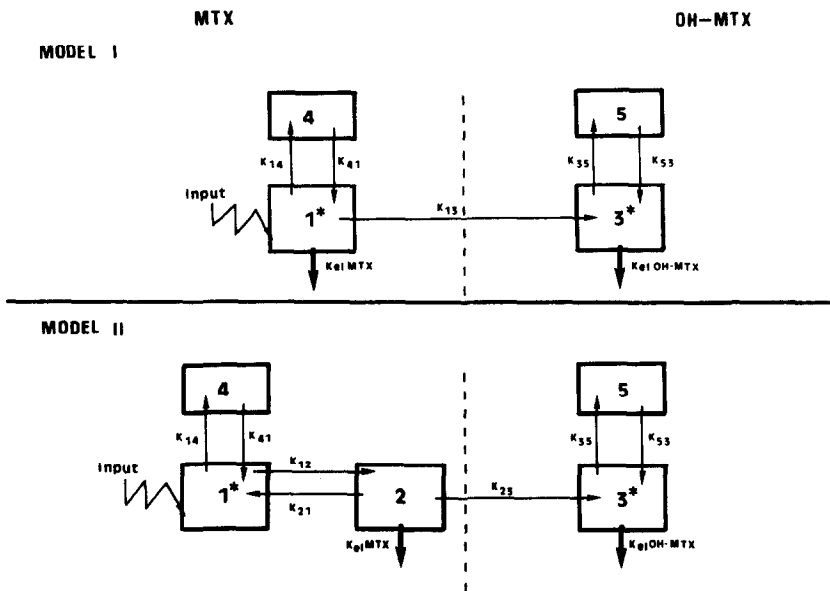 MTX OH-MTX
MODEL I
4 5
K14 K41 K35 K53
Input 1* K13 3*
Kel MTX Kel OH-MTX
MODEL II
4 5
K14 K41 K35 K53
Input 1* K12 K21 2 K23 3*
Kel MTX Kel OH-MTX